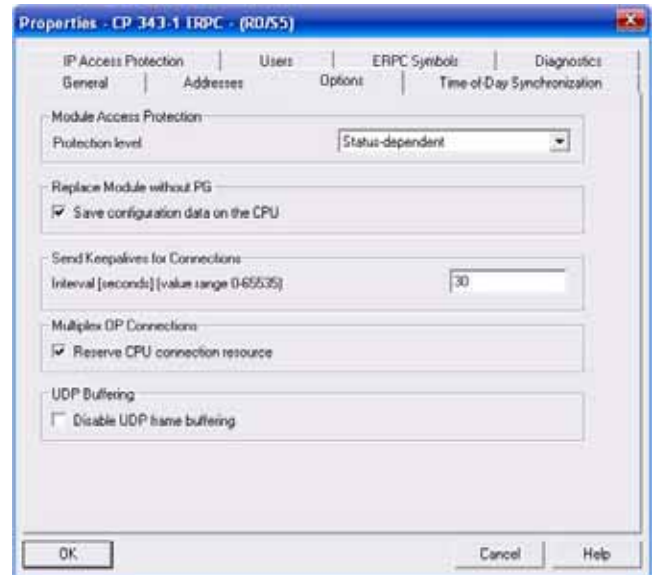 Properties - CP 343-1 ERPC - (R0/S5)
IP Access Protection Users ERPC Symbols Diagnostics
General Addresses Options Time-of-Day Synchronization
Module Access Protection
Protection level Status-dependent
Replace Module without PG
Save configuration data on the CPU
Send Keepalives for Connections
Interval [seconds] (value range 0-65535) 30
Multiplex OP Connections
Reserve CPU connection resource
UDP Buffering
Disable UDP frame buffering
OK Cancel Help